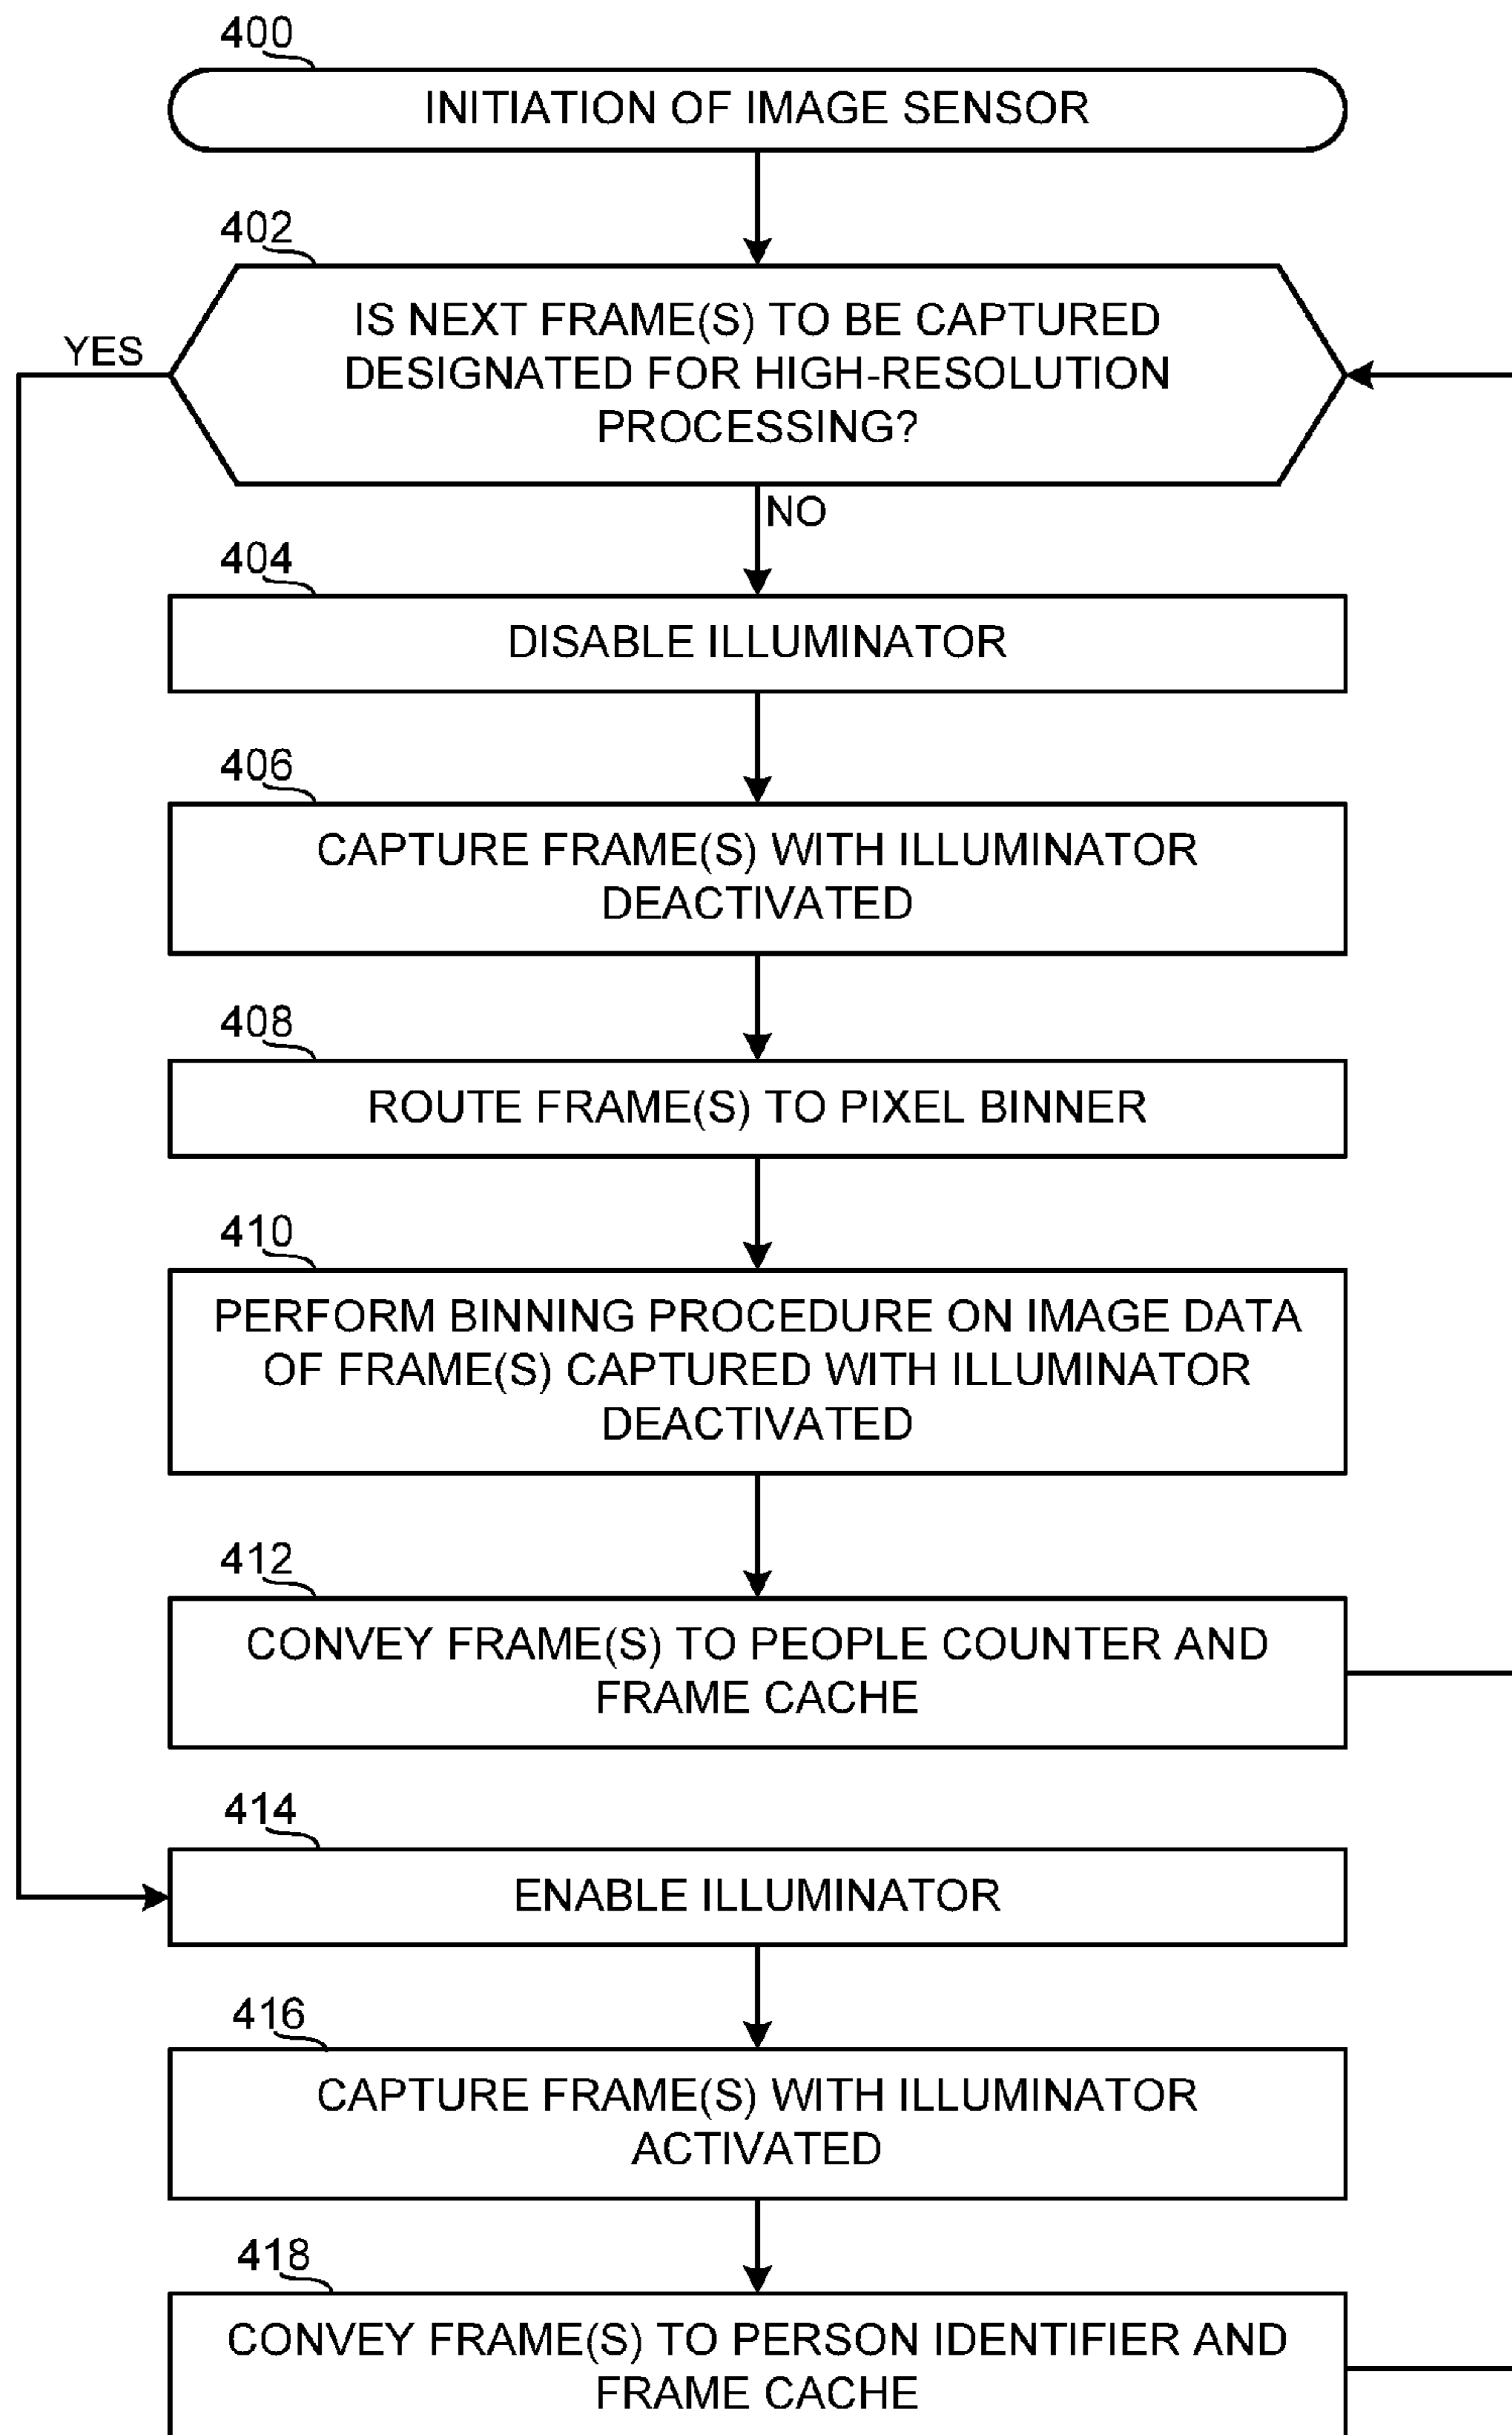 400
INITIATION OF IMAGE SENSOR
402
IS NEXT FRAME(S) TO BE CAPTURED
DESIGNATED FOR HIGH-RESOLUTION
PROCESSING?
YES
NO
404
DISABLE ILLUMINATOR
406
CAPTURE FRAME(S) WITH ILLUMINATOR
DEACTIVATED
408
ROUTE FRAME(S) TO PIXEL BINNER
410
PERFORM BINNING PROCEDURE ON IMAGE DATA
OF FRAME(S) CAPTURED WITH ILLUMINATOR
DEACTIVATED
412
CONVEY FRAME(S) TO PEOPLE COUNTER AND
FRAME CACHE
414
ENABLE ILLUMINATOR
416
CAPTURE FRAME(S) WITH ILLUMINATOR
ACTIVATED
418
CONVEY FRAME(S) TO PERSON IDENTIFIER AND
FRAME CACHE